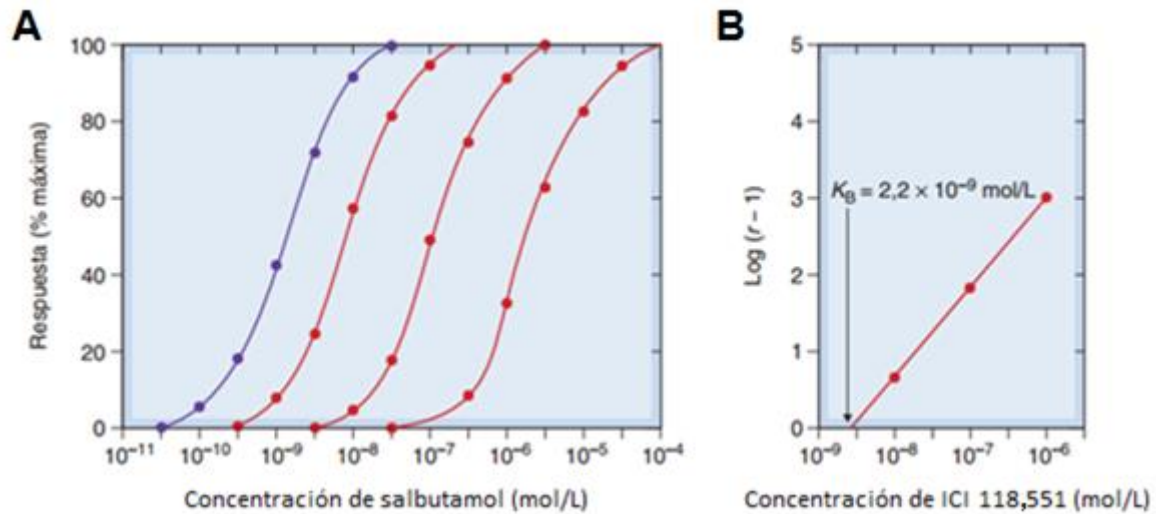 A
B
Respuesta (% máxima)
100
80
60
40
20
0
10⁻¹¹ 10⁻¹⁰ 10⁻⁹ 10⁻⁸ 10⁻⁷ 10⁻⁶ 10⁻⁵ 10⁻⁴
Concentración de salbutamol (mol/L)
Log (r – 1)
5
4
3
2
1
0
K_B = 2,2 × 10⁻⁹ mol/L
10⁻⁹ 10⁻⁸ 10⁻⁷ 10⁻⁶
Concentración de ICI 118,551 (mol/L)